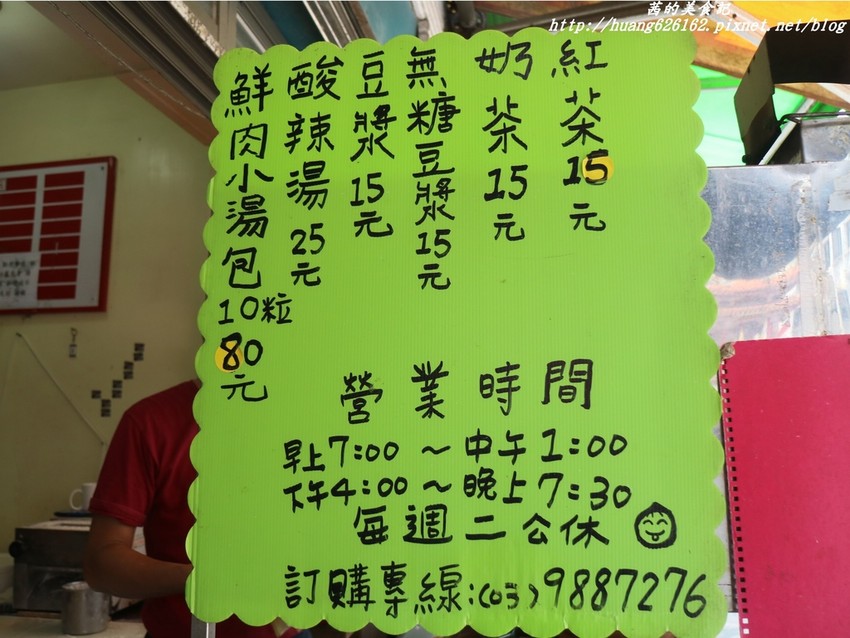 茜的美食記
http://huang626162.pixnet.net/blog
紅茶15元
奶茶15元
無糖豆漿15元
豆漿15元
酸辣湯25元
鮮肉小湯包10粒80元
營業時間
早上7:00～中午1:00
下午4:00～晚上7:30
每週二公休
訂購專線:(03)9887276